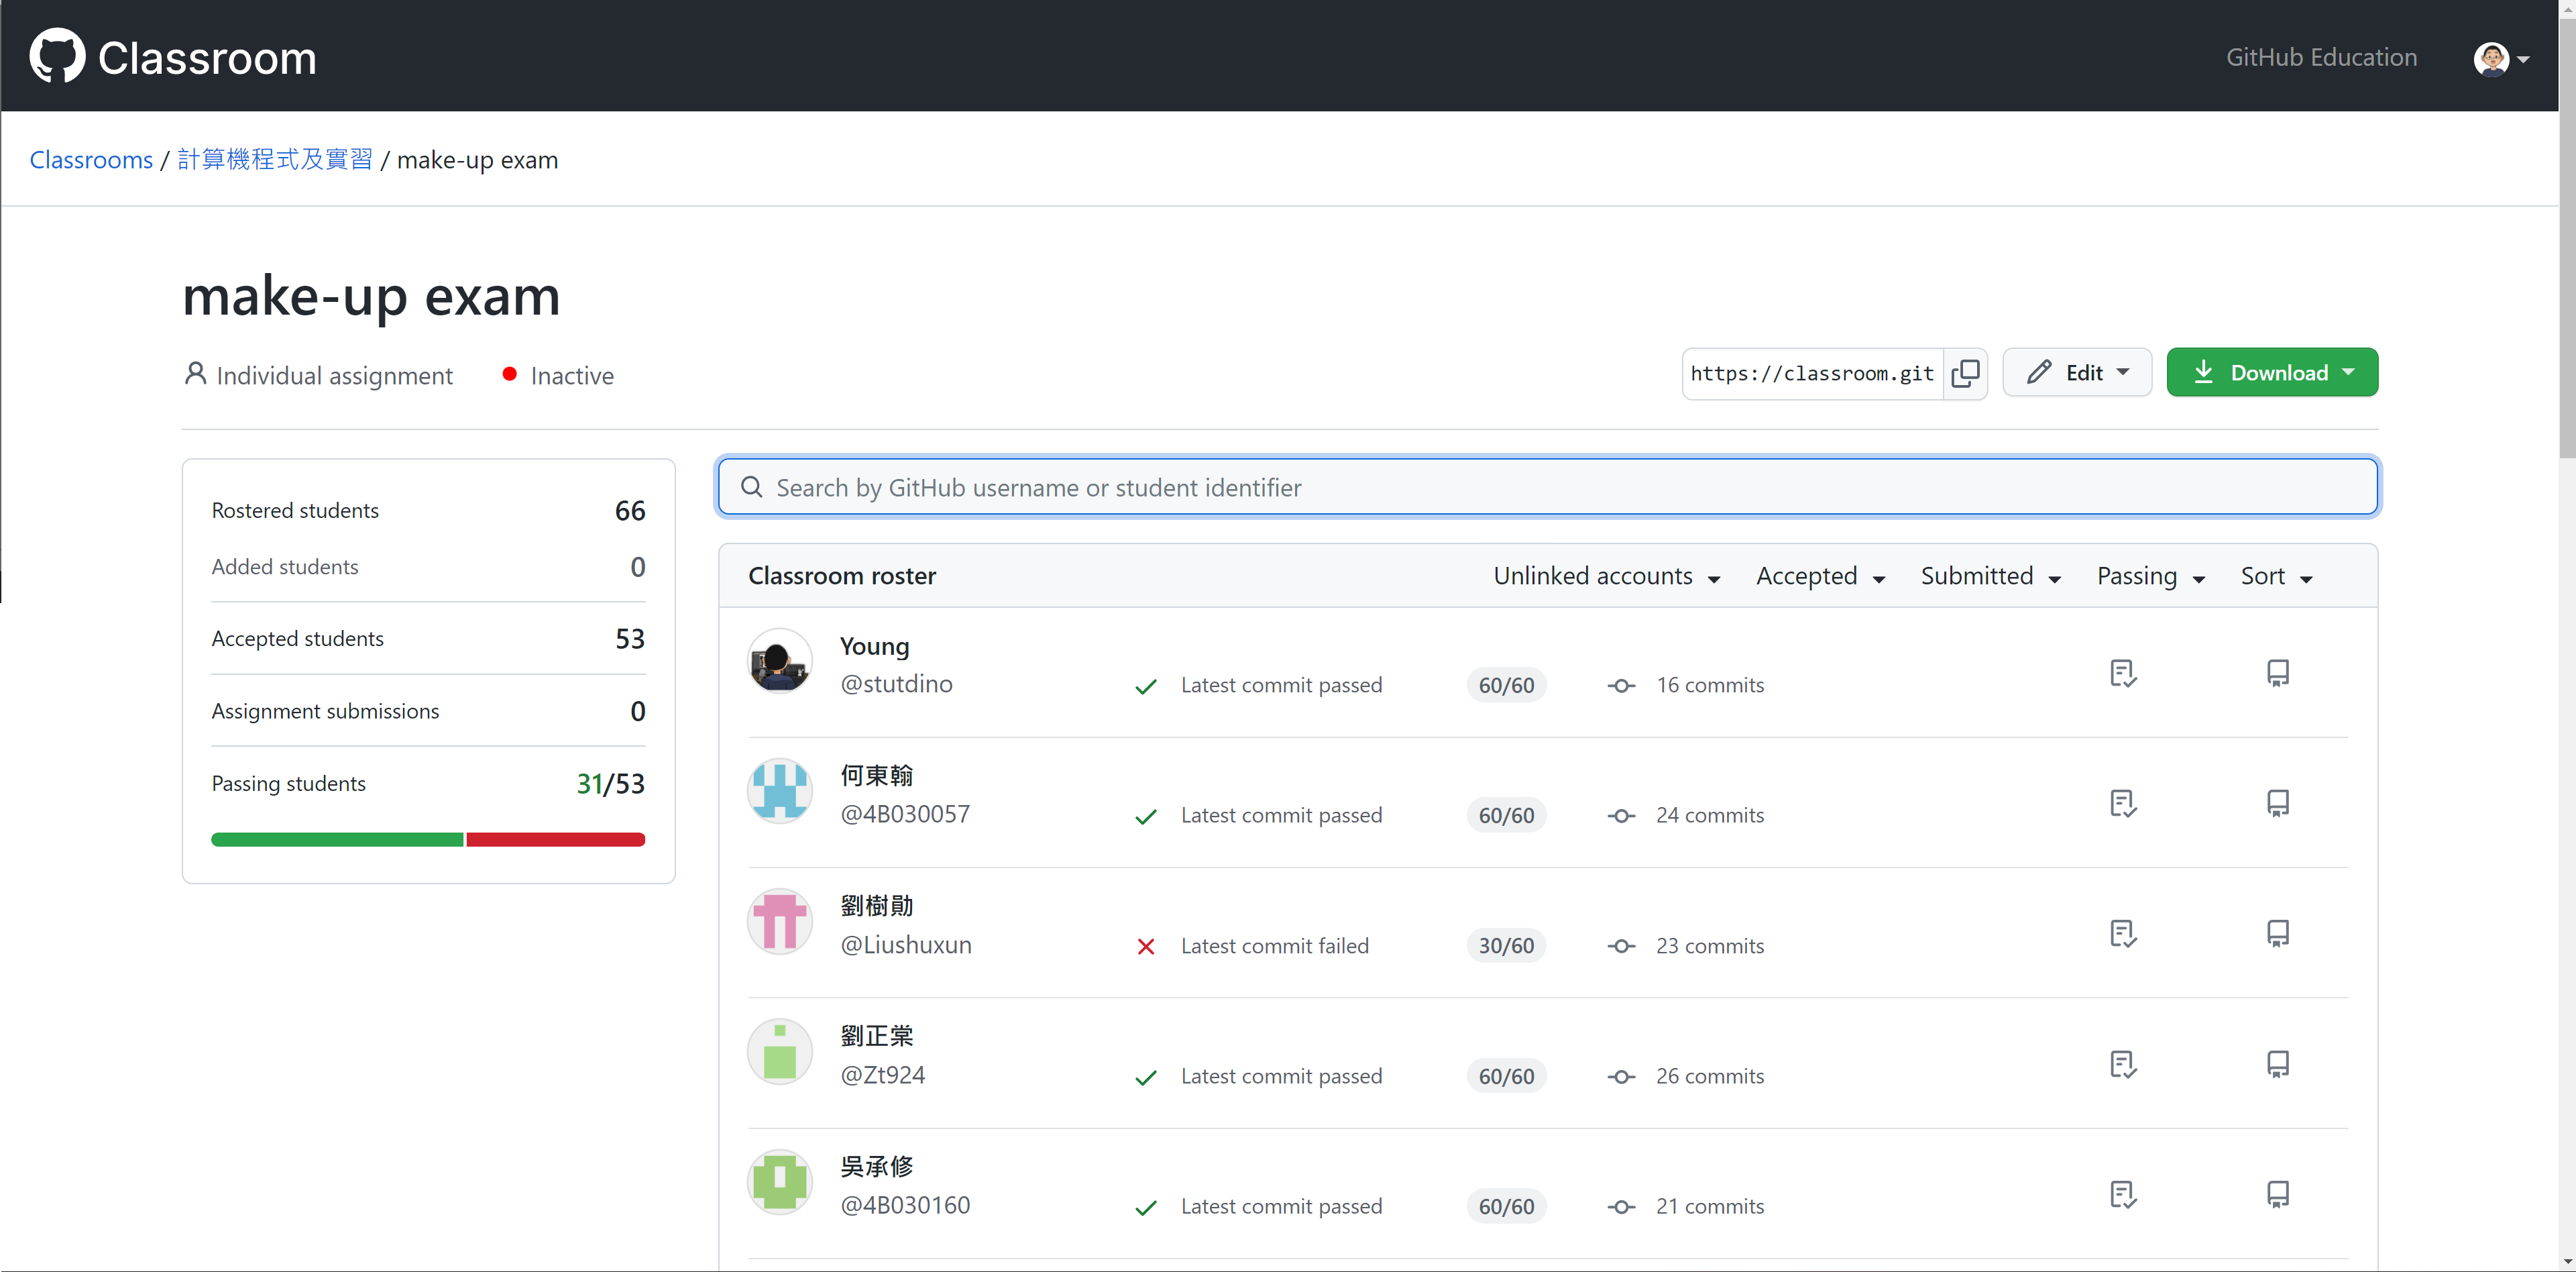 Classroom
GitHub Education
Classrooms / 計算機程式及實習 / make-up exam
make-up exam
Individual assignment
Inactive
https://classroom.git
Edit
Download
Rostered students 66
Added students 0
Accepted students 53
Assignment submissions 0
Passing students 31/53
Search by GitHub username or student identifier
Classroom roster Unlinked accounts Accepted Submitted Passing Sort
Young
@stutdino Latest commit passed 60/60 16 commits
何東翰
@4B030057 Latest commit passed 60/60 24 commits
劉樹勛
@Liushuxun Latest commit failed 30/60 23 commits
劉正棠
@Zt924 Latest commit passed 60/60 26 commits
吳承修
@4B030160 Latest commit passed 60/60 21 commits